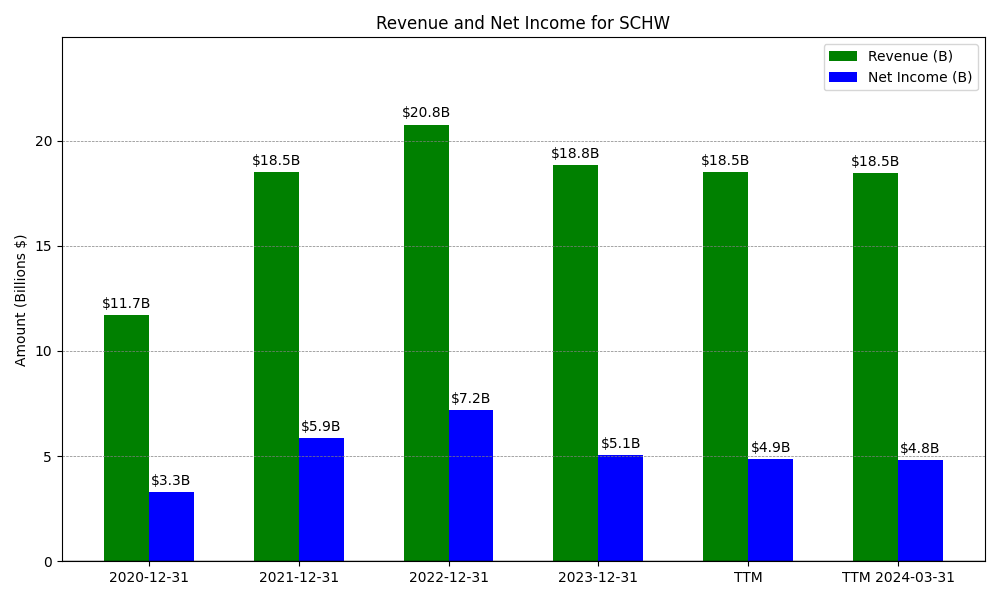 Revenue and Net Income for SCHW
Revenue (B)
Net Income (B)
Amount (Billions $)
20
15
10
5
0
$11.7B
$3.3B
$18.5B
$5.9B
$20.8B
$7.2B
$18.8B
$5.1B
$18.5B
$4.9B
$18.5B
$4.8B
2020-12-31
2021-12-31
2022-12-31
2023-12-31
TTM
TTM 2024-03-31